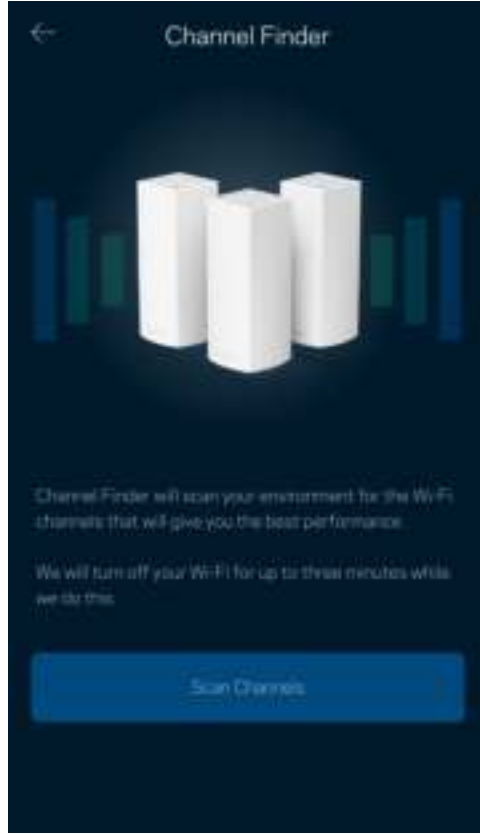 Channel Finder
Channel Finder will scan your environment for the Wi-Fi
channels that will give you the best performance.
We will turn off your Wi-Fi for up to three minutes while
we do this.
Scan Channels